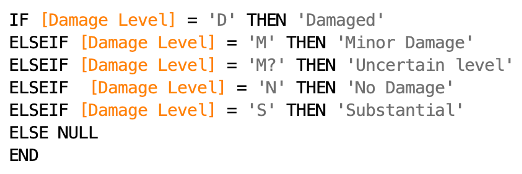 IF [Damage Level] = 'D' THEN 'Damaged'
ELSEIF [Damage Level] = 'M' THEN 'Minor Damage'
ELSEIF [Damage Level] = 'M?' THEN 'Uncertain level'
ELSEIF  [Damage Level] = 'N' THEN 'No Damage'
ELSEIF [Damage Level] = 'S' THEN 'Substantial'
ELSE NULL
END